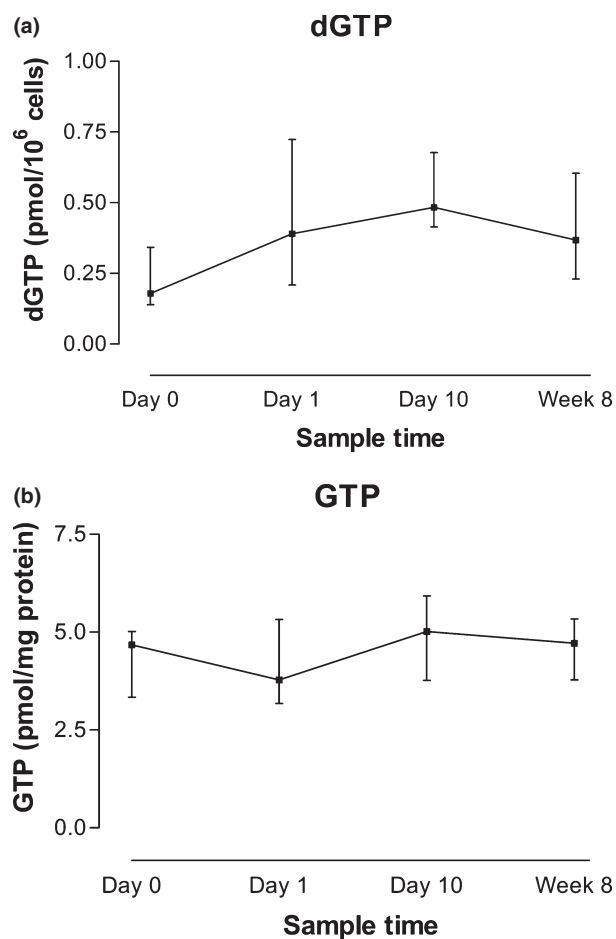 (a)
dGTP
dGTP (pmol/10⁶ cells)
1.00
0.75
0.50
0.25
0.00
Day 0 Day 1 Day 10 Week 8
Sample time
(b)
GTP
GTP (pmol/mg protein)
7.5
5.0
2.5
0.0
Day 0 Day 1 Day 10 Week 8
Sample time